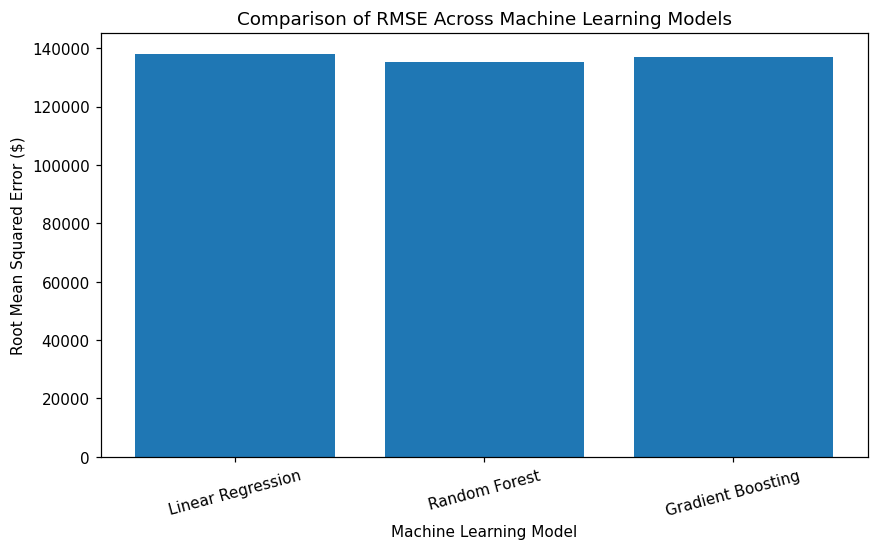 Comparison of RMSE Across Machine Learning Models
Root Mean Squared Error ($)
140000
120000
100000
80000
60000
40000
20000
0
Linear Regression
Random Forest
Gradient Boosting
Machine Learning Model